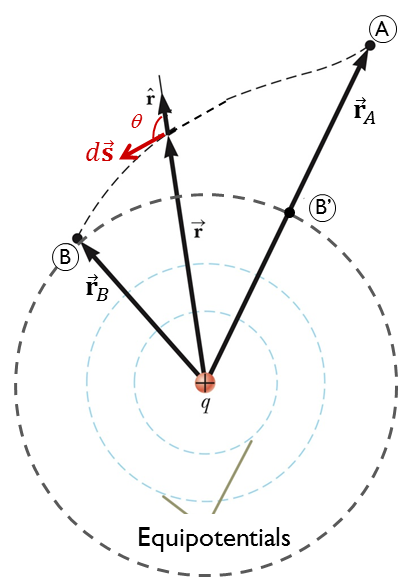 A
r⃗_A
r̂
θ
ds⃗
B'
r⃗
B
r⃗_B
+
q
Equipotentials